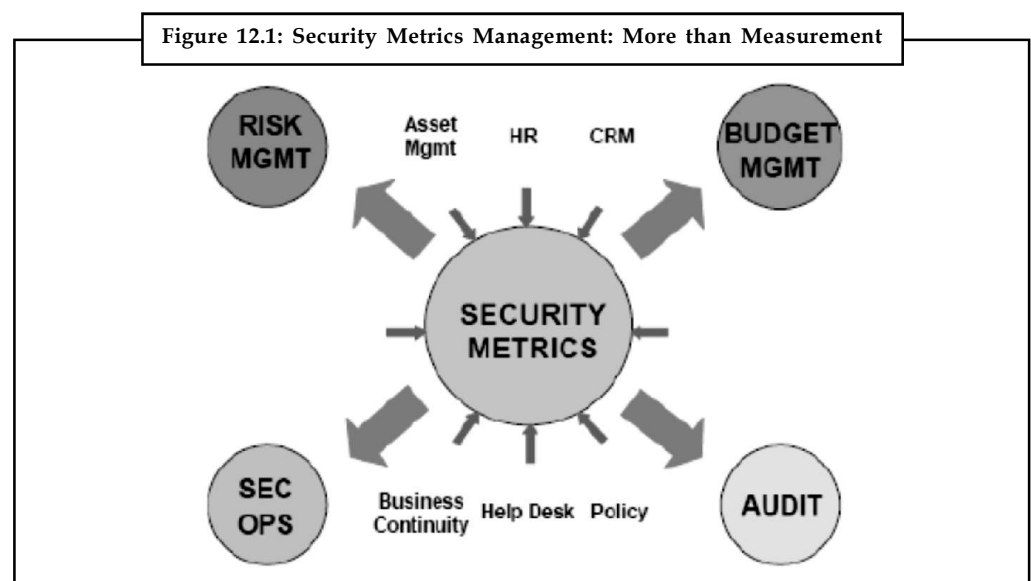 Figure 12.1: Security Metrics Management: More than Measurement
RISK
MGMT
Asset
Mgmt
HR
CRM
BUDGET
MGMT
SECURITY
METRICS
SEC
OPS
Business
Continuity
Help Desk
Policy
AUDIT